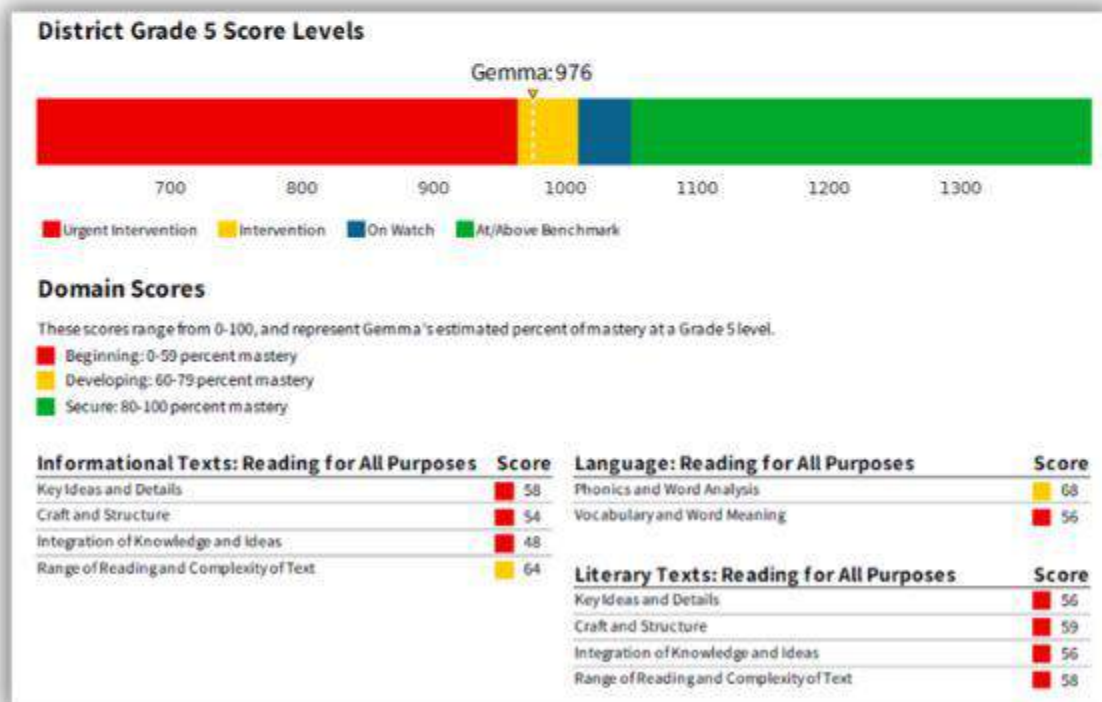 District Grade 5 Score Levels
Gemma:976
700 800 900 1000 1100 1200 1300
Urgent Intervention Intervention On Watch At/Above Benchmark
Domain Scores
These scores range from 0-100, and represent Gemma's estimated percent of mastery at a Grade 5 level.
Beginning: 0-59 percent mastery
Developing: 60-79 percent mastery
Secure: 80-100 percent mastery
Informational Texts: Reading for All Purposes Score
Key Ideas and Details 58
Craft and Structure 54
Integration of Knowledge and Ideas 48
Range of Reading and Complexity of Text 64
Language: Reading for All Purposes Score
Phonics and Word Analysis 68
Vocabulary and Word Meaning 56
Literary Texts: Reading for All Purposes Score
Key Ideas and Details 56
Craft and Structure 59
Integration of Knowledge and Ideas 56
Range of Reading and Complexity of Text 58